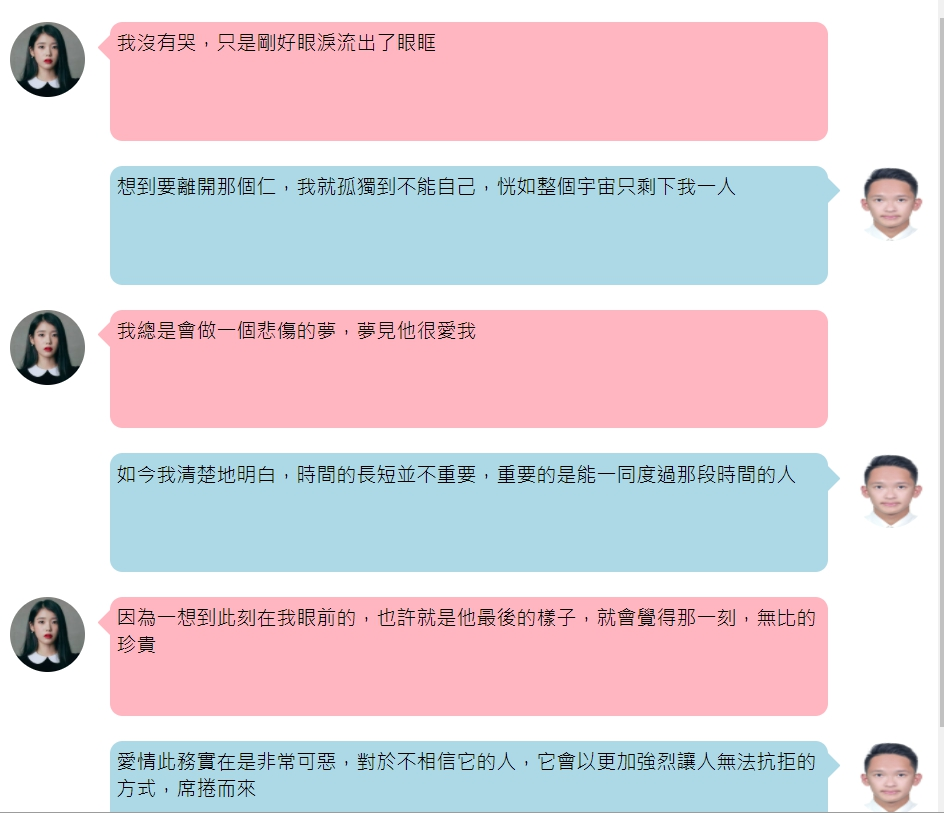 我沒有哭，只是剛好眼淚流出了眼眶
想到要離開那個仁，我就孤獨到不能自己，恍如整個宇宙只剩下我一人
我總是會做一個悲傷的夢，夢見他很愛我
如今我清楚地明白，時間的長短並不重要，重要的是能一同度過那段時間的人
因為一想到此刻在我眼前的，也許就是他最後的樣子，就會覺得那一刻，無比的
珍貴
愛情此務實在是非常可惡，對於不相信它的人，它會以更加強烈讓人無法抗拒的
方式，席捲而來